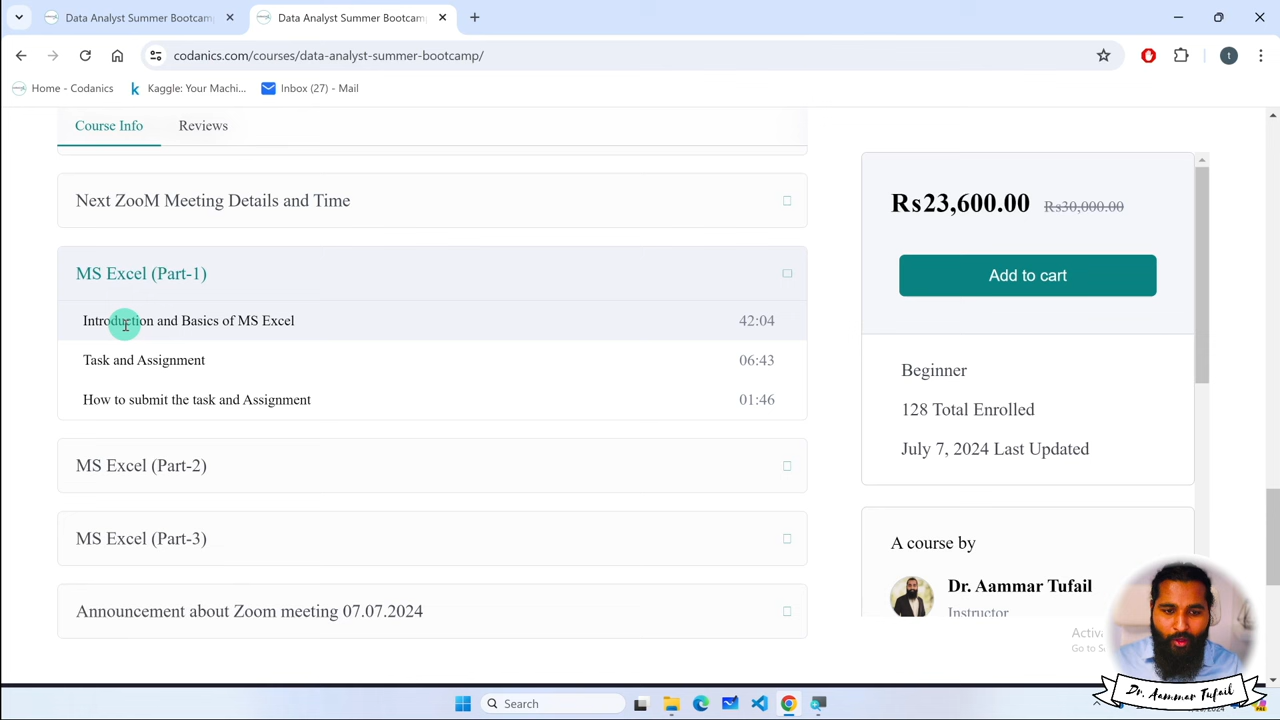 Data Analyst Summer Bootcamp
Data Analyst Summer Bootcamp
codanics.com/courses/data-analyst-summer-bootcamp/
t
Home - Codanics
Kaggle: Your Machi...
Inbox (27) - Mail
Course Info
Reviews
Next ZooM Meeting Details and Time
MS Excel (Part-1)
Introduction and Basics of MS Excel
42:04
Task and Assignment
06:43
How to submit the task and Assignment
01:46
MS Excel (Part-2)
MS Excel (Part-3)
Announcement about Zoom meeting 07.07.2024
Rs23,600.00
Rs30,000.00
Add to cart
Beginner
128 Total Enrolled
July 7, 2024 Last Updated
A course by
Dr. Aammar Tufail
Instructor
Activ
Go to S
Dr. Aammar Tufail
Search